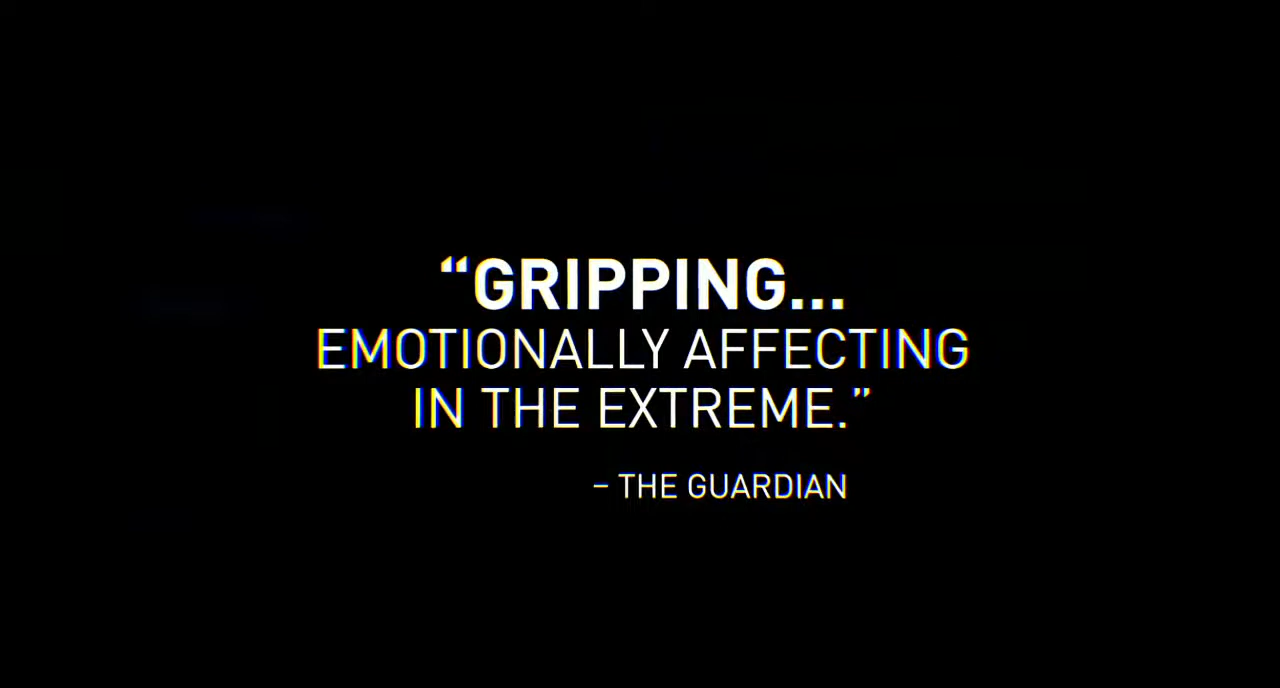 “GRIPPING...
EMOTIONALLY AFFECTING
IN THE EXTREME.”
– THE GUARDIAN